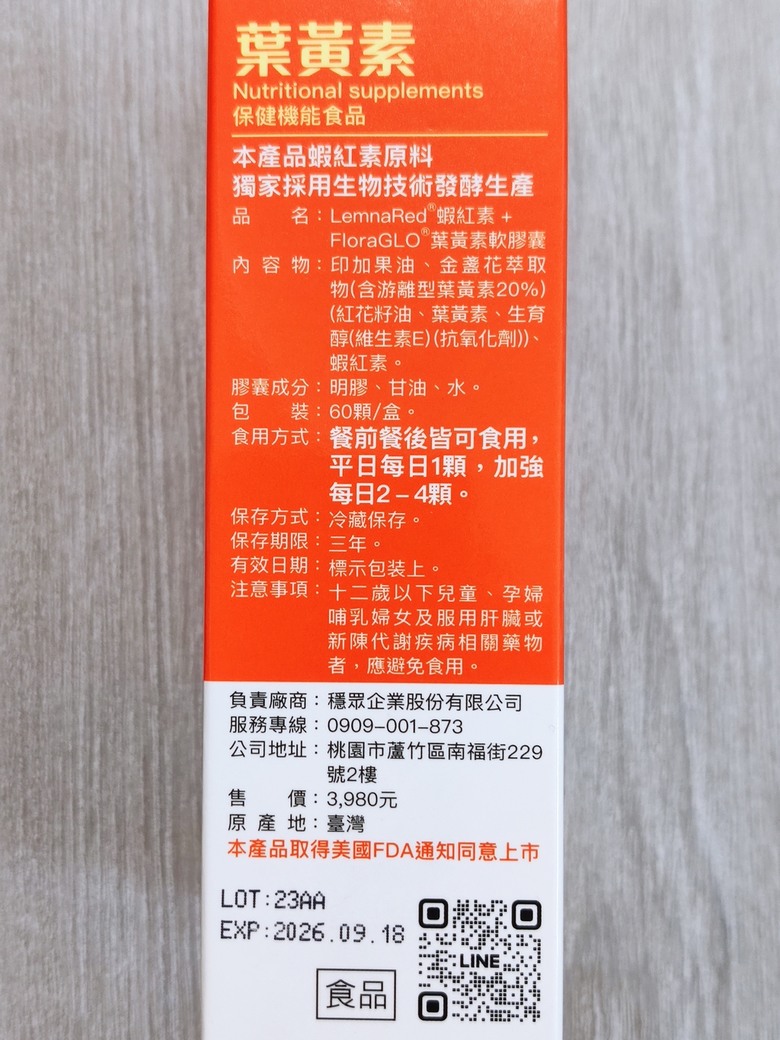 葉黃素
Nutritional supplements
保健機能食品
本產品蝦紅素原料
獨家採用生物技術發酵生產
品名：LemnaRed®蝦紅素 +
FloraGLO®葉黃素軟膠囊
內容物：印加果油、金盞花萃取
物(含游離型葉黃素20%)
(紅花籽油、葉黃素、生育
醇(維生素E)(抗氧化劑))、
蝦紅素。
膠囊成分：明膠、甘油、水。
包裝：60顆/盒。
食用方式：餐前餐後皆可食用，
平日每日1顆，加強
每日2–4顆。
保存方式：冷藏保存。
保存期限：三年。
有效日期：標示包裝上。
注意事項：十二歲以下兒童、孕婦
哺乳婦女及服用肝臟或
新陳代謝疾病相關藥物
者，應避免食用。
負責廠商：穩眾企業股份有限公司
服務專線：0909–001–873
公司地址：桃園市蘆竹區南福街229
號2樓
售價：3,980元
原產地：臺灣
本產品取得美國FDA通知同意上市
LOT:23AA
EXP:2026.09.18
LINE
食品